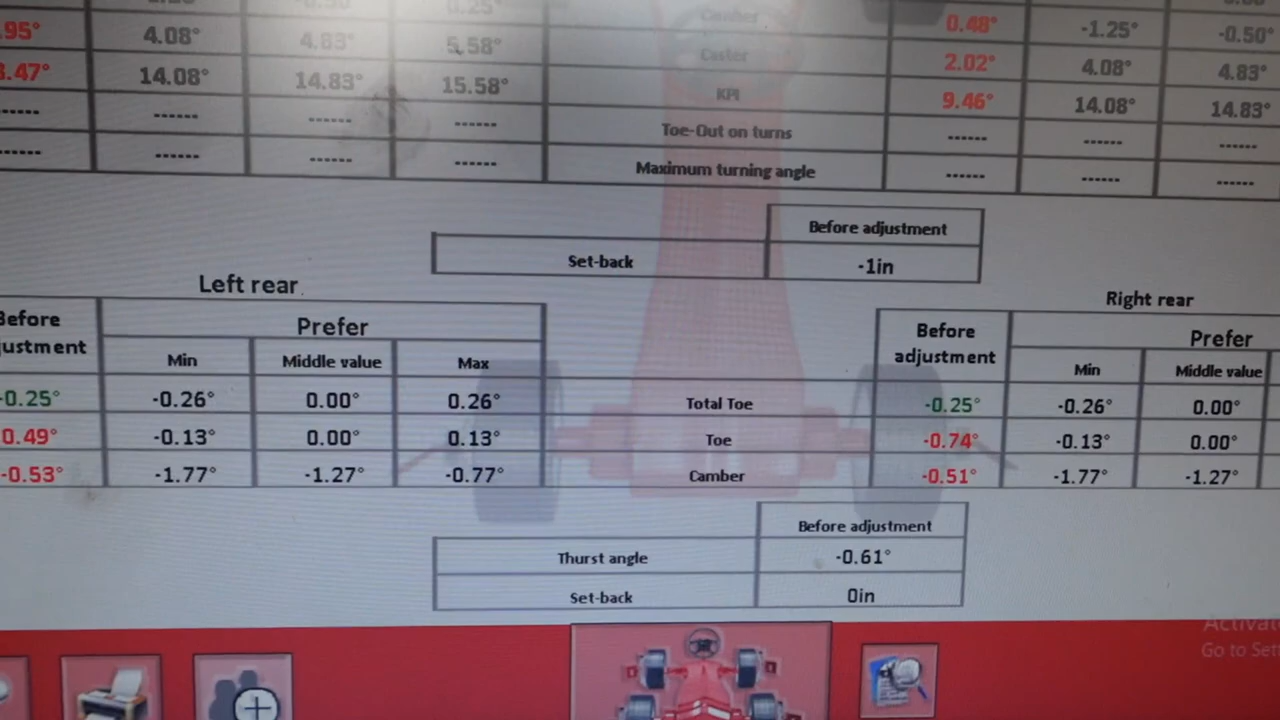 0.25°
Camber
.95° 4.08° 4.83° 5.58° Caster 0.48° -1.25° -0.50°
.47° 14.08° 14.83° 15.58° KPI 2.02° 4.08° 4.83°
------ ------ ------ ------ Toe-Out on turns 9.46° 14.08° 14.83°
------ ------ ------ ------ Maximum turning angle ------ ------ ------
------ ------ ------
Before adjustment
Set-back -1in
Left rear
Right rear
Before
justment
Prefer
Min Middle value Max
Before
adjustment
Prefer
Min Middle value
-0.25° -0.26° 0.00° 0.26° Total Toe -0.25° -0.26° 0.00°
0.49° -0.13° 0.00° 0.13° Toe -0.74° -0.13° 0.00°
-0.53° -1.77° -1.27° -0.77° Camber -0.51° -1.77° -1.27°
Before adjustment
Thurst angle -0.61°
Set-back 0in
Activat
Go to Set